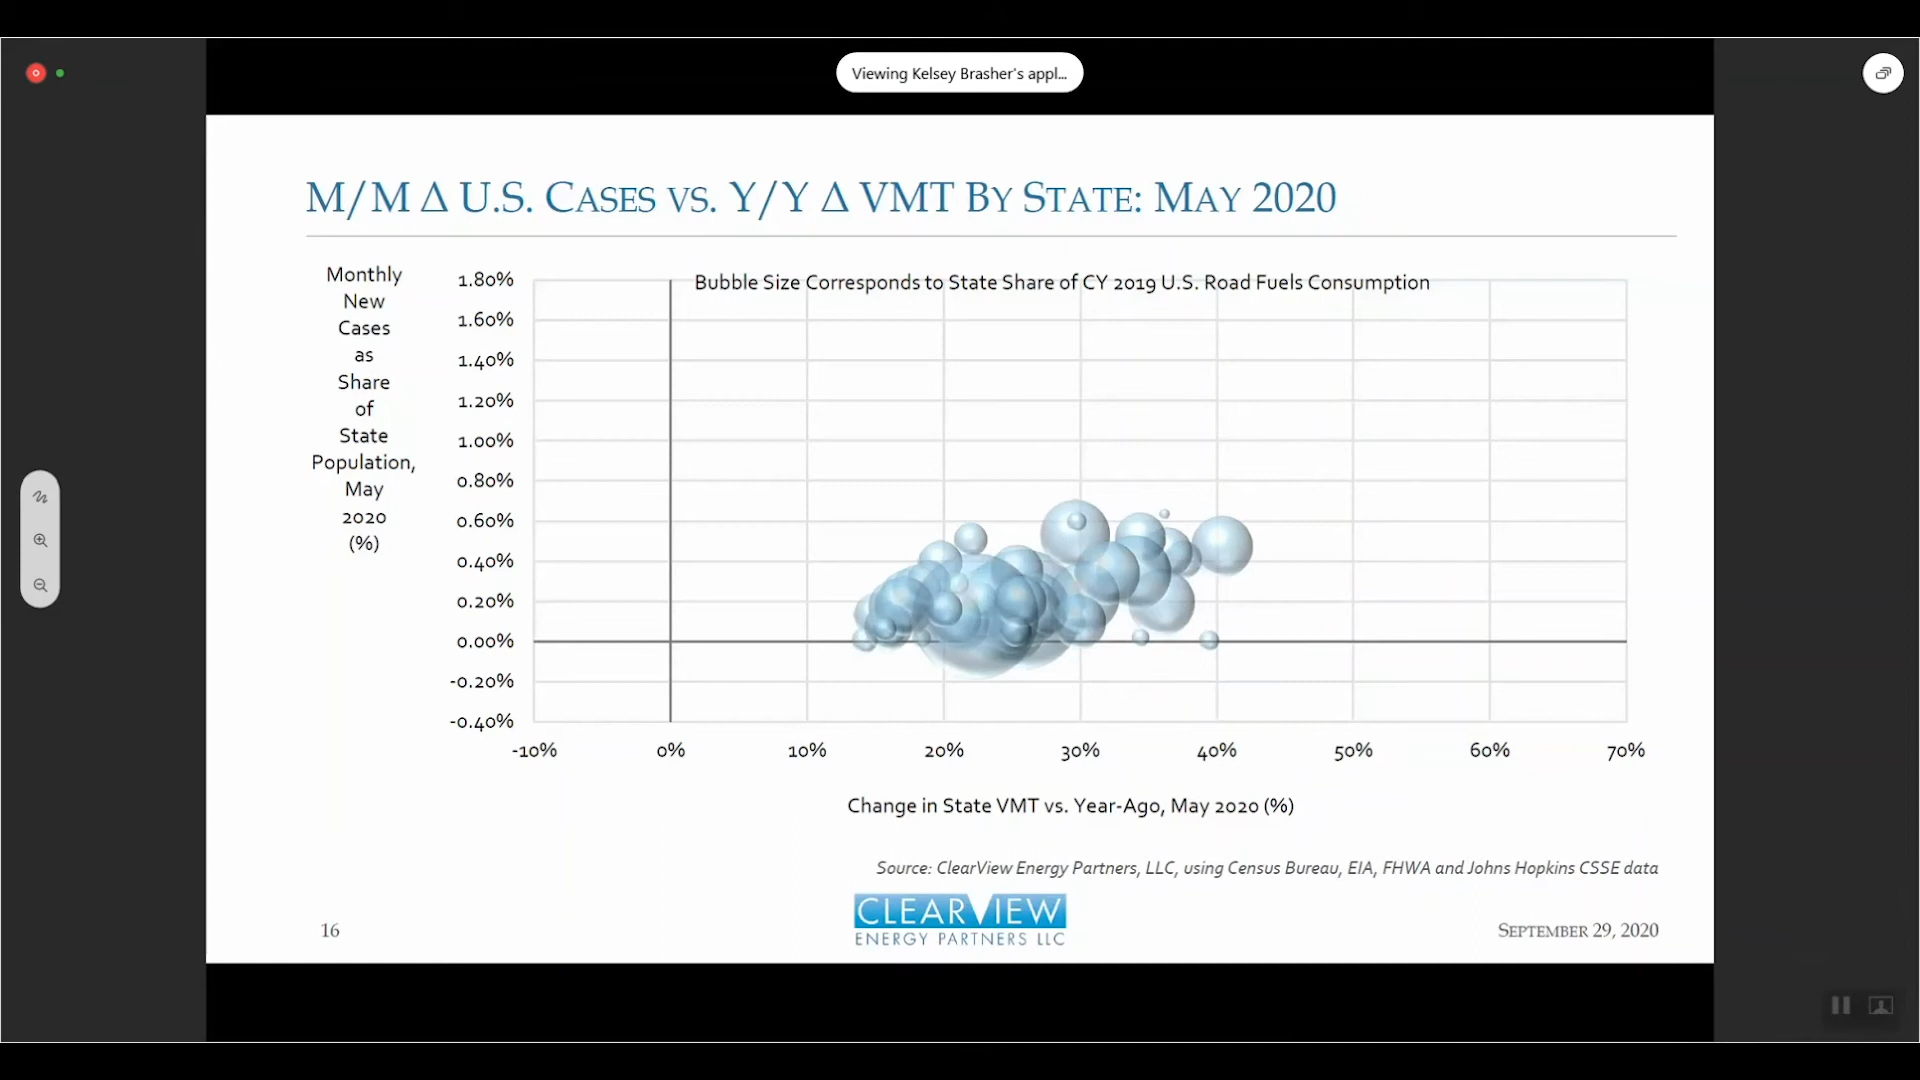 Viewing Kelsey Brasher's appl...
M/M Δ U.S. CASES VS. Y/Y Δ VMT BY STATE: MAY 2020
Monthly
New
Cases
as
Share
of
State
Population,
May
2020
(%)
Bubble Size Corresponds to State Share of CY 2019 U.S. Road Fuels Consumption
1.80%
1.60%
1.40%
1.20%
1.00%
0.80%
0.60%
0.40%
0.20%
0.00%
-0.20%
-0.40%
-10% 0% 10% 20% 30% 40% 50% 60% 70%
Change in State VMT vs. Year-Ago, May 2020 (%)
Source: ClearView Energy Partners, LLC, using Census Bureau, EIA, FHWA and Johns Hopkins CSSE data
16
CLEARVIEW
ENERGY PARTNERS LLC
SEPTEMBER 29, 2020